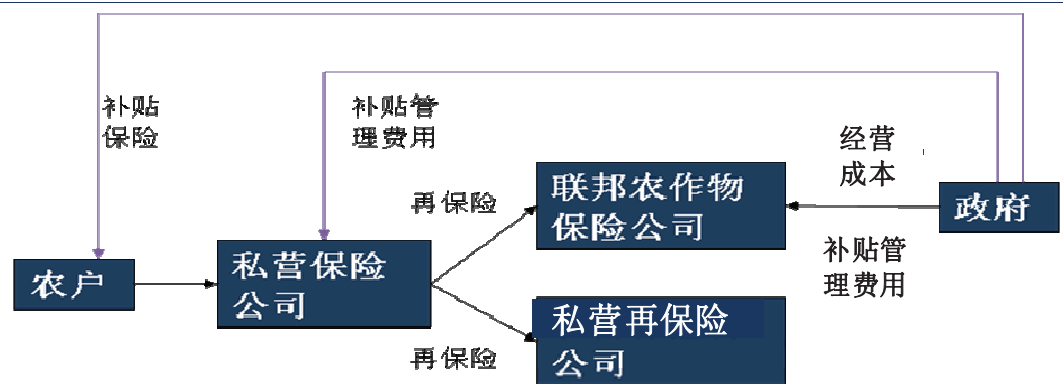 补贴
保险
补贴管
理费用
经营
成本
再保险
联邦农作物
保险公司
政府
补贴管
理费用
农户
私营保险
公司
私营再保险
公司
再保险